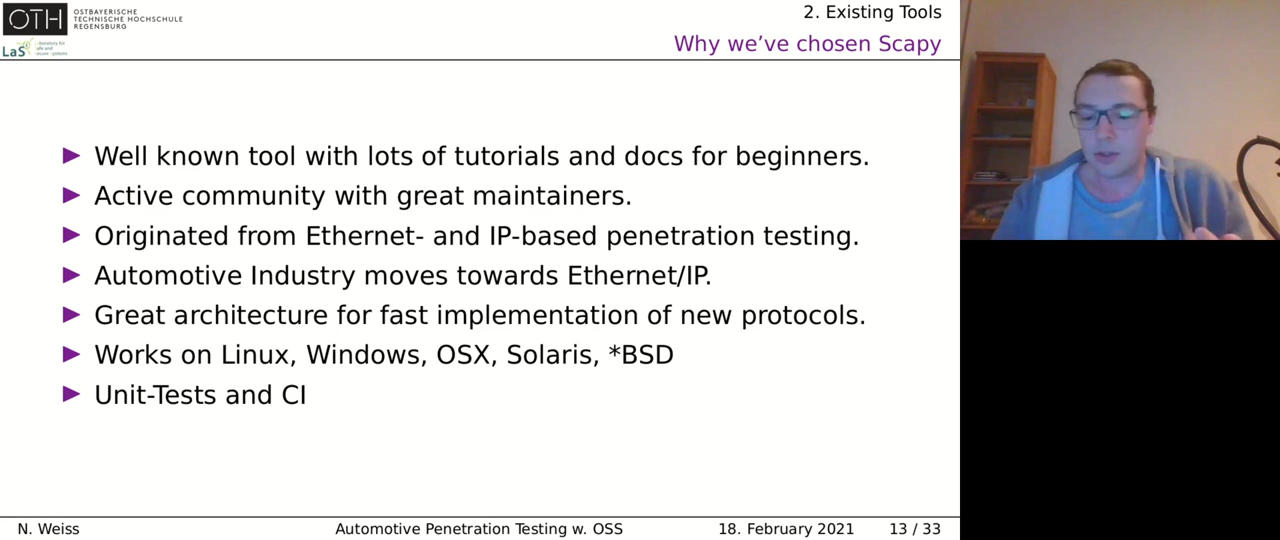 OTH
OSTBAYERISCHE
TECHNISCHE HOCHSCHULE
REGENSBURG
LaS³
2. Existing Tools
Why we've chosen Scapy
▶ Well known tool with lots of tutorials and docs for beginners.
▶ Active community with great maintainers.
▶ Originated from Ethernet- and IP-based penetration testing.
▶ Automotive Industry moves towards Ethernet/IP.
▶ Great architecture for fast implementation of new protocols.
▶ Works on Linux, Windows, OSX, Solaris, *BSD
▶ Unit-Tests and CI
N. Weiss
Automotive Penetration Testing w. OSS
18. February 2021
13 / 33